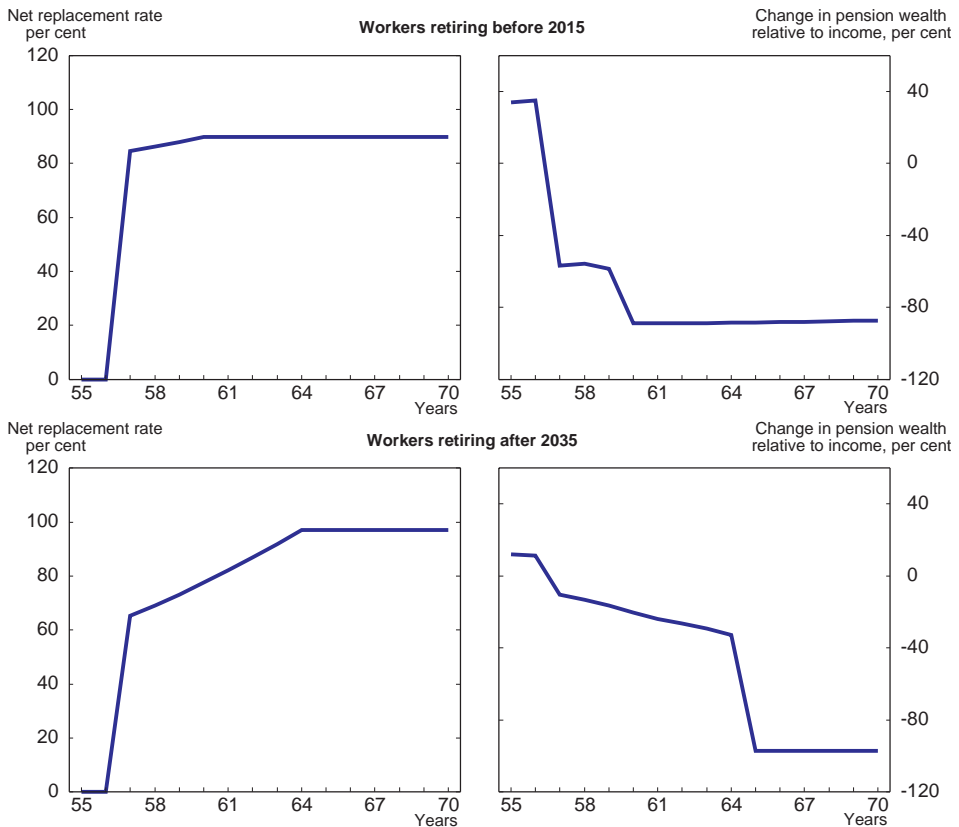 Net replacement rate
per cent
Workers retiring before 2015
Change in pension wealth
relative to income, per cent
120
100
80
60
40
20
0
55 58 61 64 67 70
Years
40
0
-40
-80
-120
55 58 61 64 67 70
Years
Net replacement rate
per cent
Workers retiring after 2035
Change in pension wealth
relative to income, per cent
120
100
80
60
40
20
0
55 58 61 64 67 70
Years
40
0
-40
-80
-120
55 58 61 64 67 70
Years